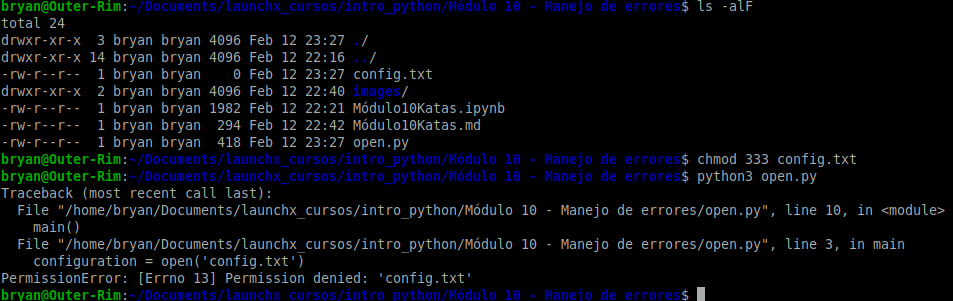 bryan@Outer-Rim:~/Documents/launchx_cursos/intro_python/Módulo 10 - Manejo de errores$ ls -alF
total 24
drwxr-xr-x  3 bryan bryan 4096 Feb 12 23:27 ./
drwxr-xr-x 14 bryan bryan 4096 Feb 12 22:16 ../
-rw-r--r--  1 bryan bryan    0 Feb 12 23:27 config.txt
drwxr-xr-x  2 bryan bryan 4096 Feb 12 22:40 images/
-rw-r--r--  1 bryan bryan 1982 Feb 12 22:21 Módulo10Katas.ipynb
-rw-r--r--  1 bryan bryan  294 Feb 12 22:42 Módulo10Katas.md
-rw-r--r--  1 bryan bryan  418 Feb 12 23:27 open.py
bryan@Outer-Rim:~/Documents/launchx_cursos/intro_python/Módulo 10 - Manejo de errores$ chmod 333 config.txt
bryan@Outer-Rim:~/Documents/launchx_cursos/intro_python/Módulo 10 - Manejo de errores$ python3 open.py
Traceback (most recent call last):
  File "/home/bryan/Documents/launchx_cursos/intro_python/Módulo 10 - Manejo de errores/open.py", line 10, in <module>
    main()
  File "/home/bryan/Documents/launchx_cursos/intro_python/Módulo 10 - Manejo de errores/open.py", line 3, in main
    configuration = open('config.txt')
PermissionError: [Errno 13] Permission denied: 'config.txt'
bryan@Outer-Rim:~/Documents/launchx_cursos/intro_python/Módulo 10 - Manejo de errores$